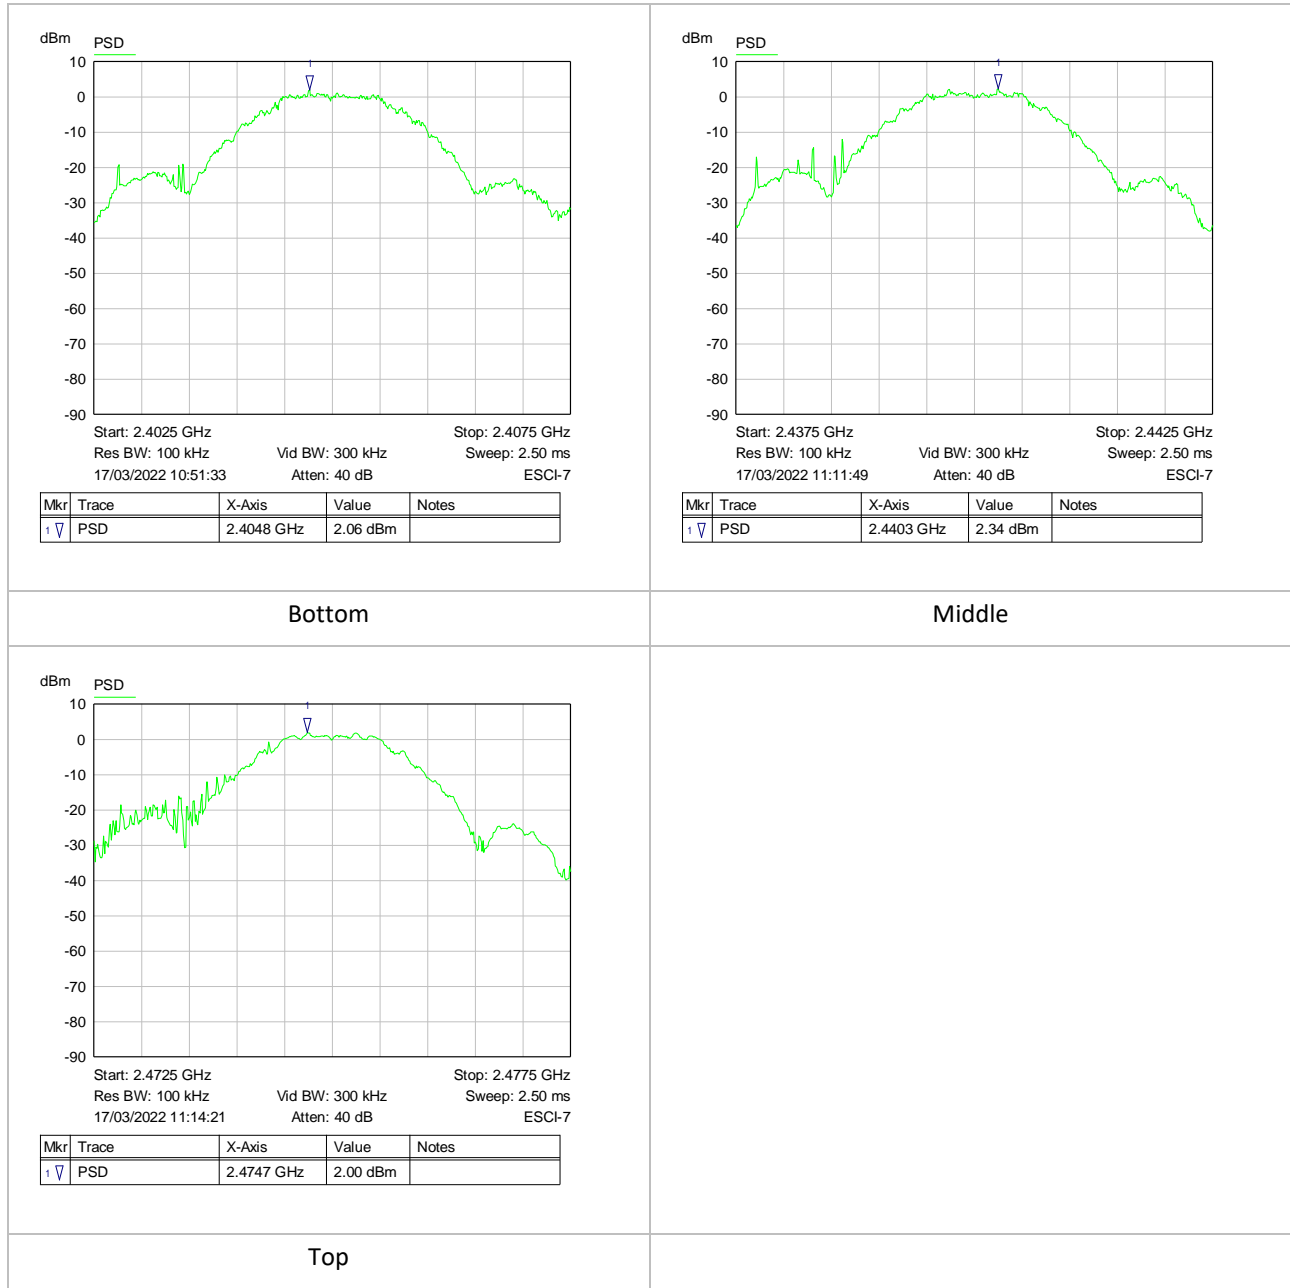 dBm PSD
10
0
-10
-20
-30
-40
-50
-60
-70
-80
-90
1
Start: 2.4025 GHz Stop: 2.4075 GHz
Res BW: 100 kHz Vid BW: 300 kHz Sweep: 2.50 ms
17/03/2022 10:51:33 Atten: 40 dB ESCI-7
Mkr Trace X-Axis Value Notes
1 PSD 2.4048 GHz 2.06 dBm
Bottom
dBm PSD
10
0
-10
-20
-30
-40
-50
-60
-70
-80
-90
1
Start: 2.4375 GHz Stop: 2.4425 GHz
Res BW: 100 kHz Vid BW: 300 kHz Sweep: 2.50 ms
17/03/2022 11:11:49 Atten: 40 dB ESCI-7
Mkr Trace X-Axis Value Notes
1 PSD 2.4403 GHz 2.34 dBm
Middle
dBm PSD
10
0
-10
-20
-30
-40
-50
-60
-70
-80
-90
1
Start: 2.4725 GHz Stop: 2.4775 GHz
Res BW: 100 kHz Vid BW: 300 kHz Sweep: 2.50 ms
17/03/2022 11:14:21 Atten: 40 dB ESCI-7
Mkr Trace X-Axis Value Notes
1 PSD 2.4747 GHz 2.00 dBm
Top